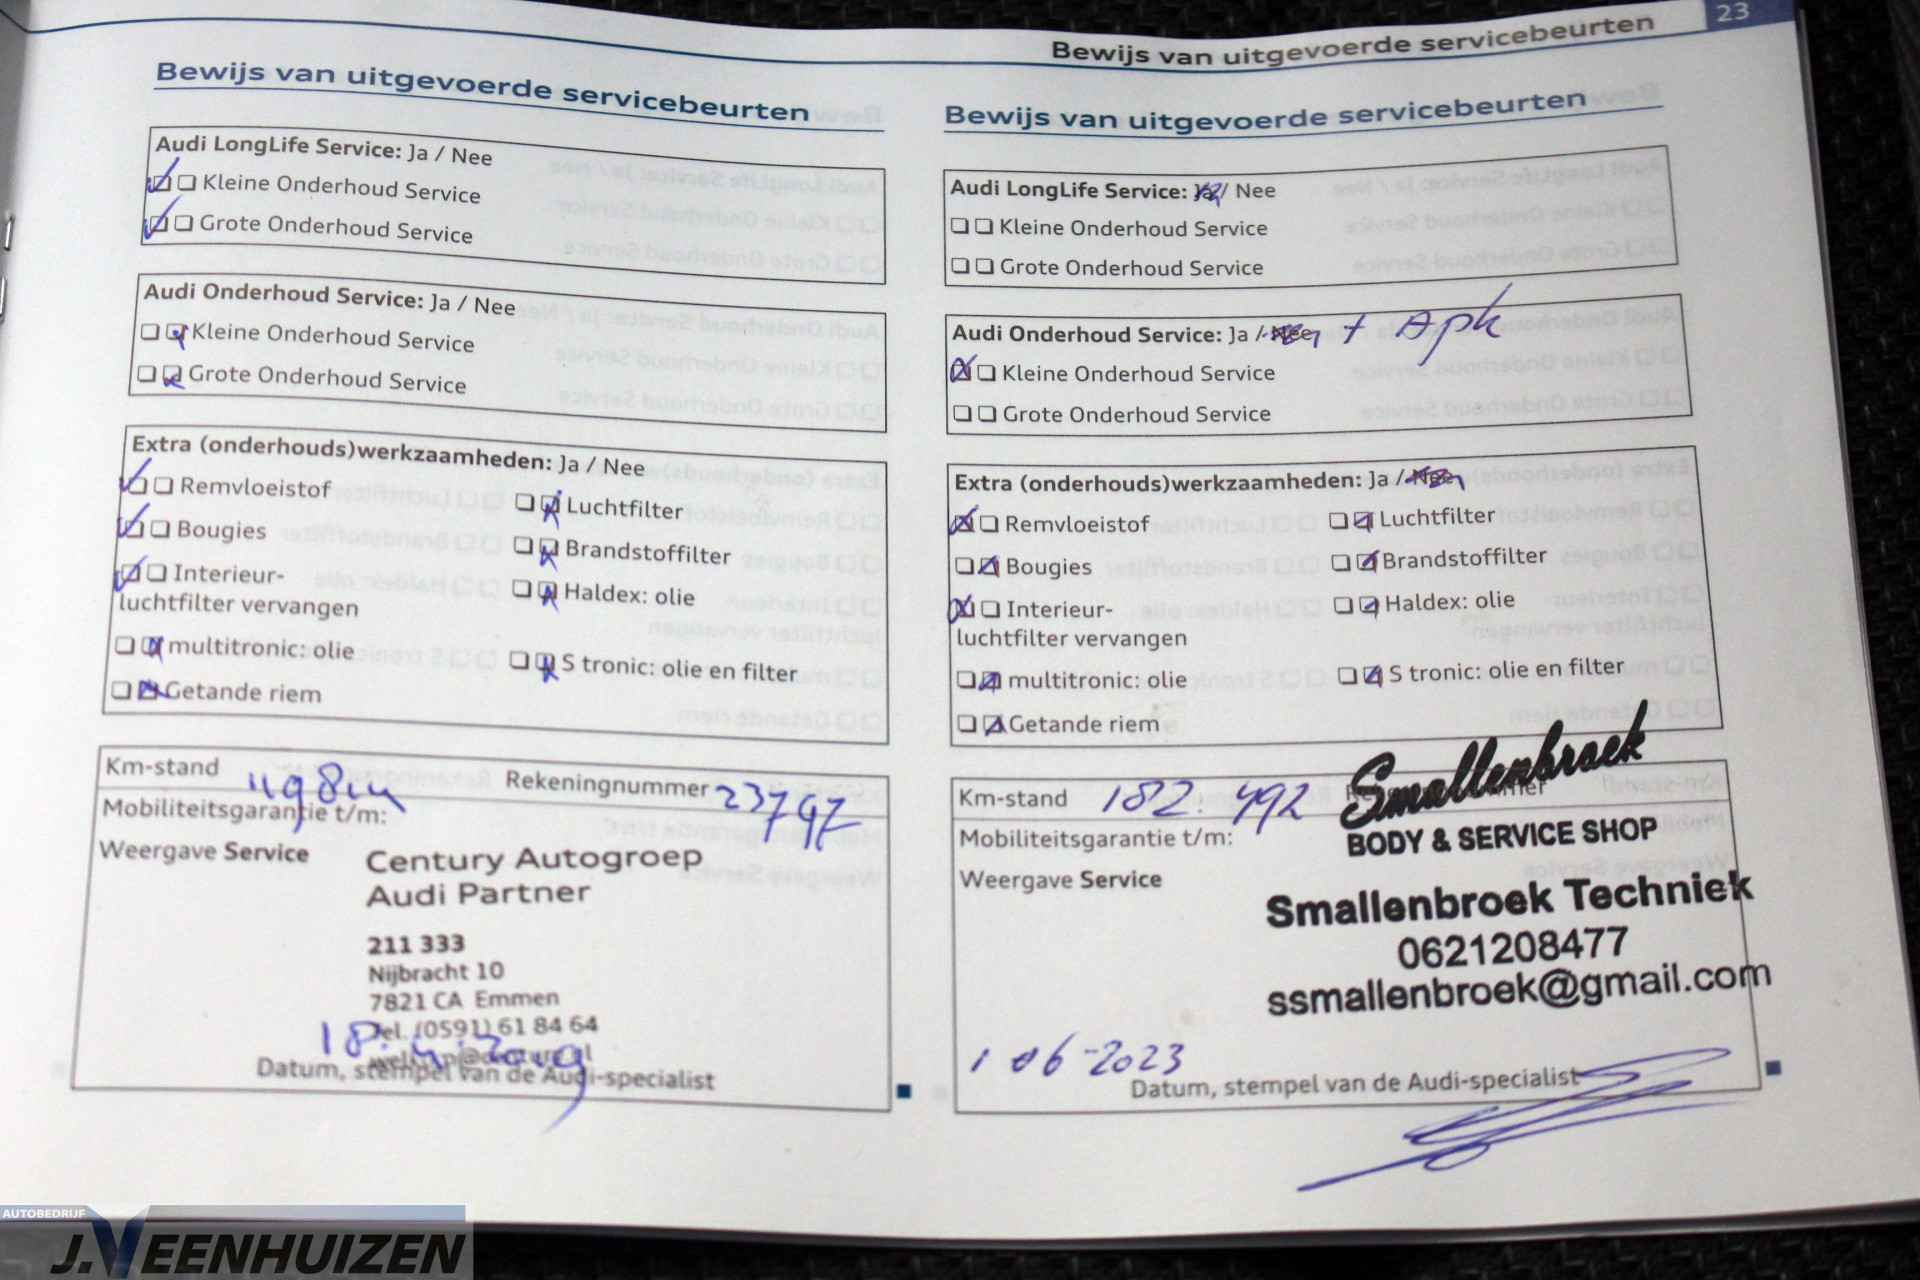 23
Bewijs van uitgevoerde servicebeurten
Bewijs van uitgevoerde servicebeurten
Audi LongLife Service: Ja / Nee
Kleine Onderhoud Service
Grote Onderhoud Service
Audi Onderhoud Service: Ja / Nee
Kleine Onderhoud Service
Grote Onderhoud Service
Extra (onderhouds)werkzaamheden: Ja / Nee
Remvloeistof
Luchtfilter
Bougies
Brandstoffilter
Interieur-
luchtfilter vervangen
Haldex: olie
multitronic: olie
S tronic: olie en filter
Getande riem
Km-stand
Rekeningnummer
Mobiliteitsgarantie t/m:
Weergave Service
Century Autogroep
Audi Partner
211 333
Nijbracht 10
7821 CA Emmen
Tel. (0591) 61 84 64
Datum, stempel van de Audi-specialist
Bewijs van uitgevoerde servicebeurten
Audi LongLife Service: Ja / Nee
Kleine Onderhoud Service
Grote Onderhoud Service
Audi Onderhoud Service: Ja / Nee + Apk
Kleine Onderhoud Service
Grote Onderhoud Service
Extra (onderhouds)werkzaamheden: Ja / Nee
Remvloeistof
Luchtfilter
Bougies
Brandstoffilter
Interieur-
luchtfilter vervangen
Haldex: olie
multitronic: olie
S tronic: olie en filter
Getande riem
Km-stand 182.492
Smallenbroek
BODY & SERVICE SHOP
Mobiliteitsgarantie t/m:
Weergave Service
Smallenbroek Techniek
0621208477
ssmallenbroek@gmail.com
1 06-2023
Datum, stempel van de Audi-specialist
AUTOBEDRIJF
J.VEENHUIZEN